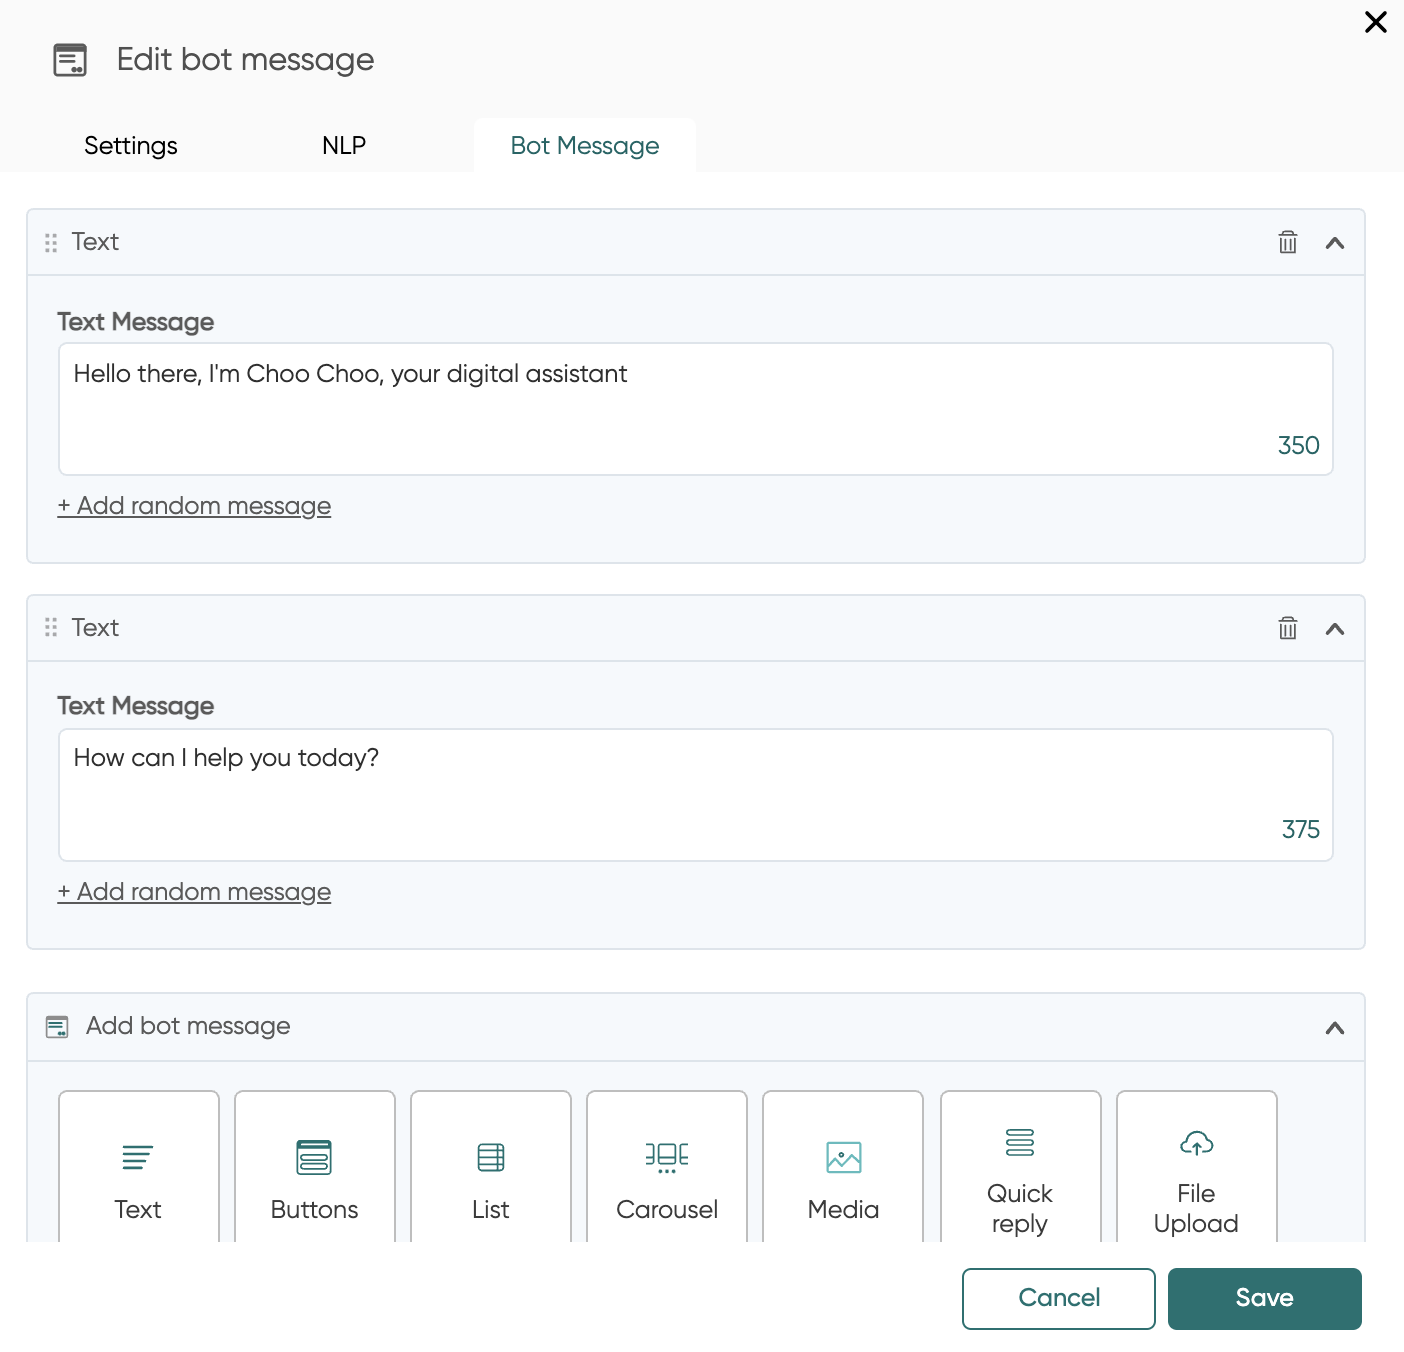 Edit bot message
Settings NLP Bot Message
Text
Text Message
Hello there, I'm Choo Choo, your digital assistant
350
+ Add random message
Text
Text Message
How can I help you today?
375
+ Add random message
Add bot message
Text
Buttons
List
Carousel
Media
Quick
reply
File
Upload
Cancel Save